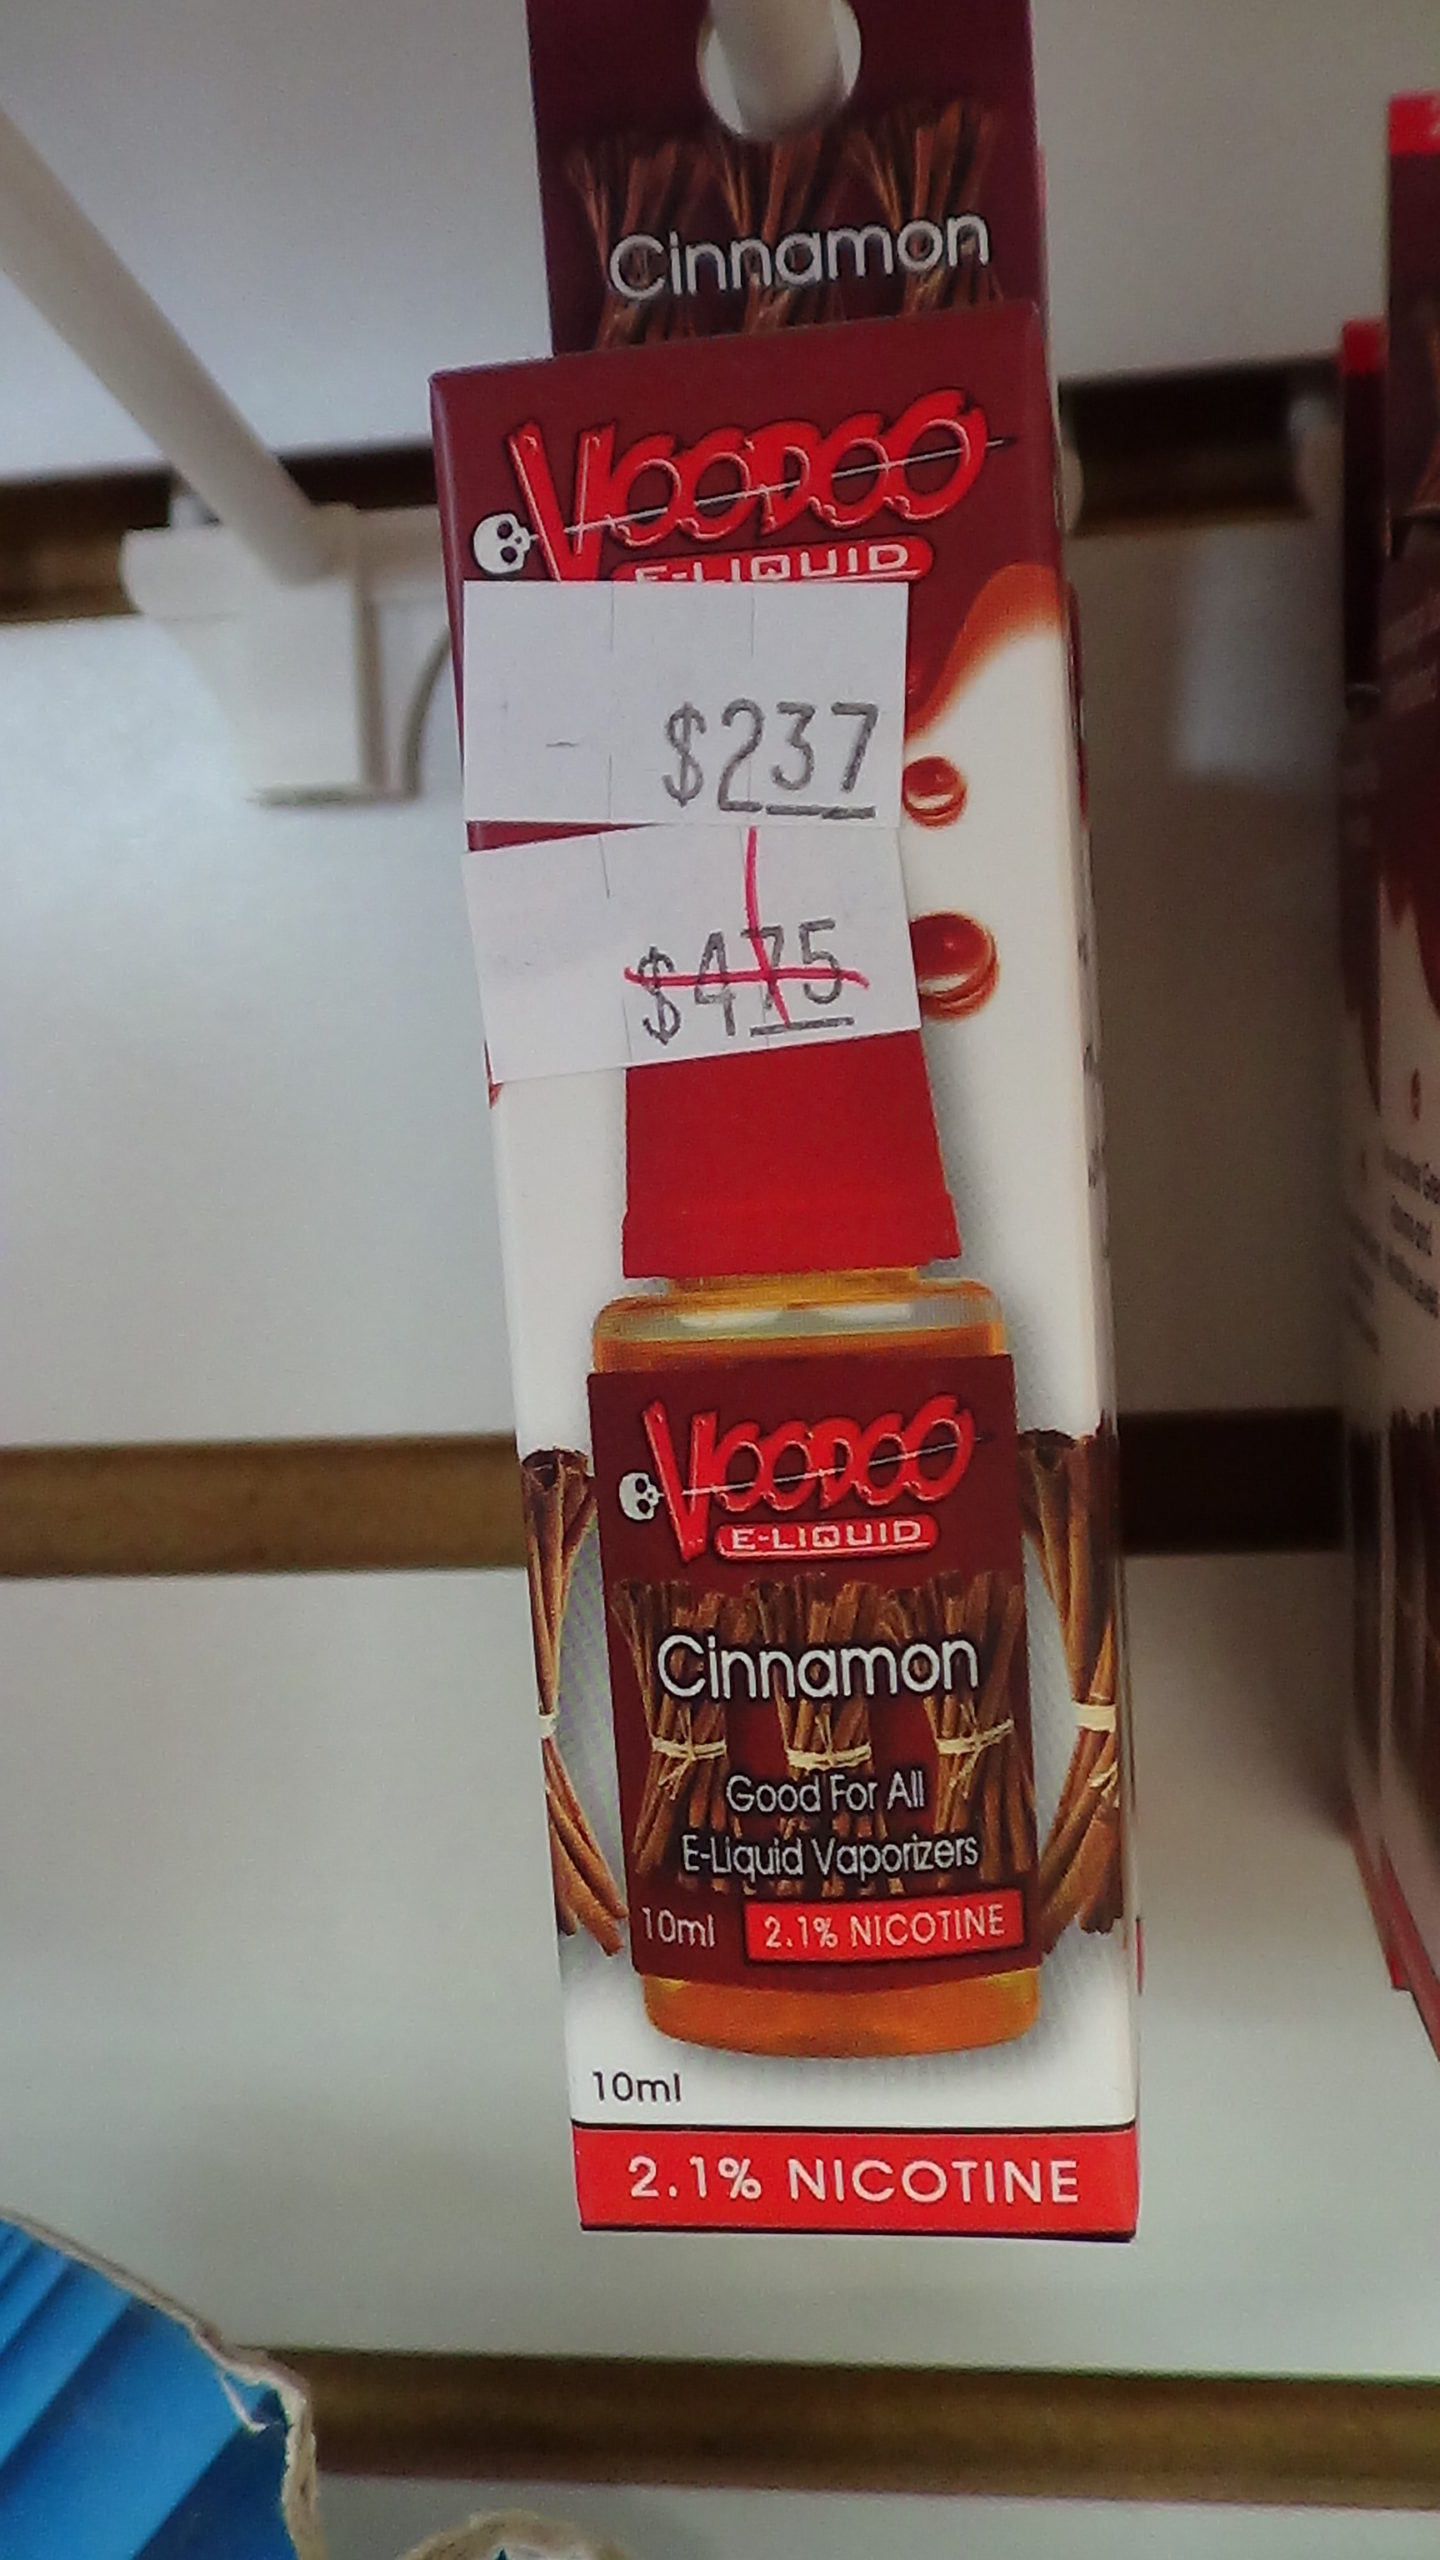 Cinnamon
VOODOO
E-LIQUID
$237
$475
VOODOO
E-LIQUID
Cinnamon
Good For All
E-Liquid Vaporizers
10ml 2.1% NICOTINE
10ml
2.1% NICOTINE